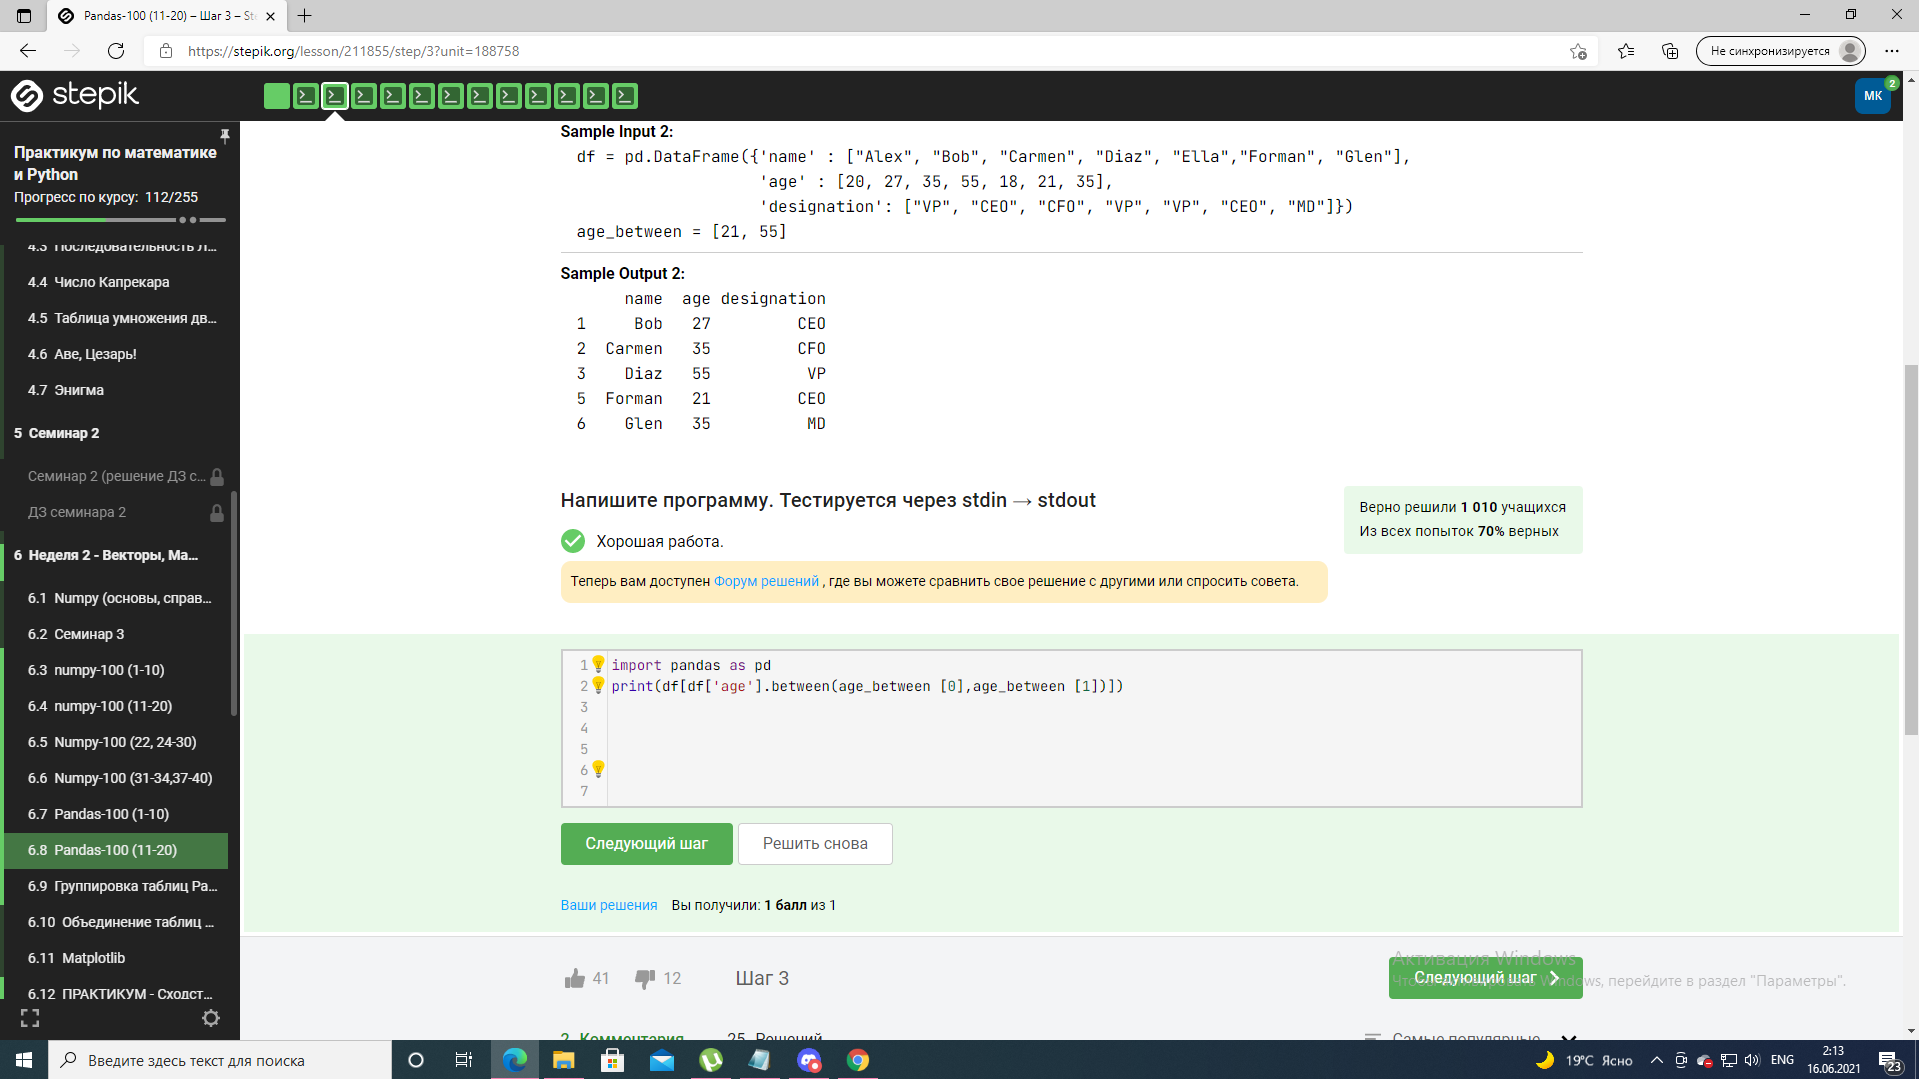 Pandas-100 (11-20) – Шаг 3 – Ste
https://stepik.org/lesson/211855/step/3?unit=188758
Не синхронизируется
stepik
МК
2
Практикум по математике
и Python
Прогресс по курсу: 112/255
4.3 Последовательность Л...
4.4 Число Капрекара
4.5 Таблица умножения дв...
4.6 Аве, Цезарь!
4.7 Энигма
5 Семинар 2
Семинар 2 (решение ДЗ с...
ДЗ семинара 2
6 Неделя 2 - Векторы, Ма...
6.1 Numpy (основы, справ...
6.2 Семинар 3
6.3 numpy-100 (1-10)
6.4 numpy-100 (11-20)
6.5 Numpy-100 (22, 24-30)
6.6 Numpy-100 (31-34,37-40)
6.7 Pandas-100 (1-10)
6.8 Pandas-100 (11-20)
6.9 Группировка таблиц Pa...
6.10 Объединение таблиц ...
6.11 Matplotlib
6.12 ПРАКТИКУМ - Сходст...
Sample Input 2:
df = pd.DataFrame({'name' : ["Alex", "Bob", "Carmen", "Diaz", "Ella","Forman", "Glen"],
'age' : [20, 27, 35, 55, 18, 21, 35],
'designation': ["VP", "CEO", "CFO", "VP", "VP", "CEO", "MD"]})
age_between = [21, 55]
Sample Output 2:
name age designation
1 Bob 27 CEO
2 Carmen 35 CFO
3 Diaz 55 VP
5 Forman 21 CEO
6 Glen 35 MD
Напишите программу. Тестируется через stdin → stdout
Верно решили 1 010 учащихся
Из всех попыток 70% верных
Хорошая работа.
Теперь вам доступен Форум решений , где вы можете сравнить свое решение с другими или спросить совета.
1 import pandas as pd
2 print(df[df['age'].between(age_between [0],age_between [1])])
3
4
5
6
7
Следующий шаг
Решить снова
Ваши решения Вы получили: 1 балл из 1
41
12
Шаг 3
Следующий шаг
Активация Windows
Windows, перейдите в раздел "Параметры".
2 Комментария
25 Решений
Самые популярные
Введите здесь текст для поиска
19°C Ясно
ENG
2:13
16.06.2021
23